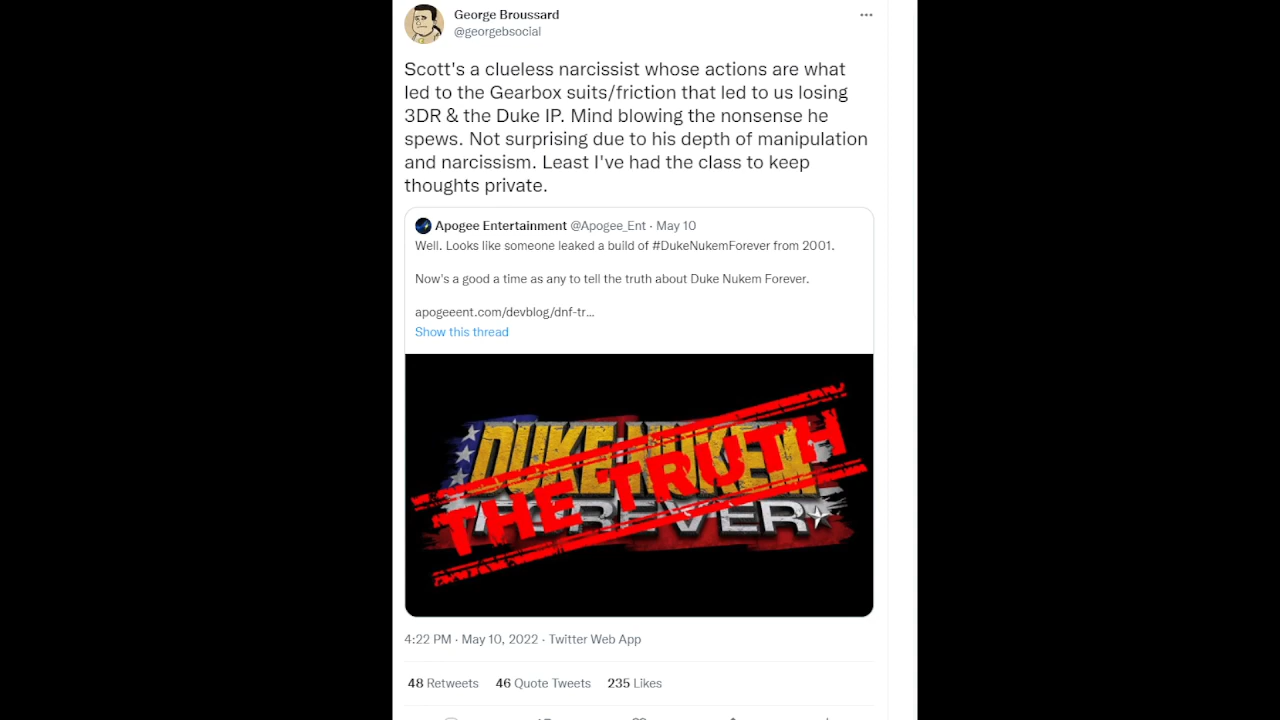 George Broussard
@georgebsocial
Scott's a clueless narcissist whose actions are what
led to the Gearbox suits/friction that led to us losing
3DR & the Duke IP. Mind blowing the nonsense he
spews. Not surprising due to his depth of manipulation
and narcissism. Least I've had the class to keep
thoughts private.
Apogee Entertainment @Apogee_Ent · May 10
Well. Looks like someone leaked a build of #DukeNukemForever from 2001.
Now's a good a time as any to tell the truth about Duke Nukem Forever.
apogeeent.com/devblog/dnf-tr...
Show this thread
DUKE NUKEM
THE TRUTH
FOREVER
4:22 PM · May 10, 2022 · Twitter Web App
48 Retweets 46 Quote Tweets 235 Likes